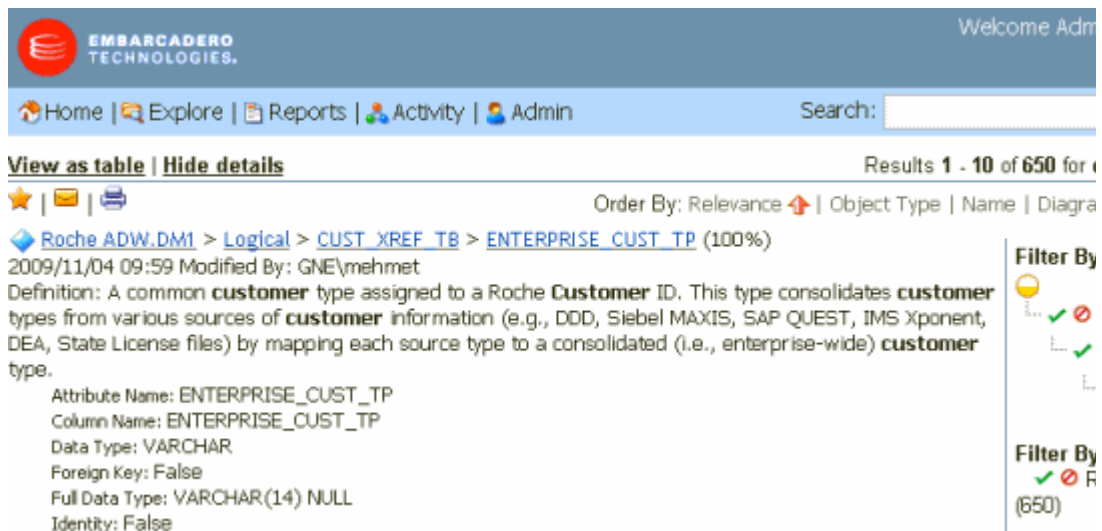 Welcome Adm
EMBARCADERO
TECHNOLOGIES.
Home | Explore | Reports | Activity | Admin Search:
View as table | Hide details Results 1 - 10 of 650 for
Order By: Relevance | Object Type | Name | Diagra
Roche ADW.DM1 > Logical > CUST_XREF_TB > ENTERPRISE_CUST_TP (100%)
2009/11/04 09:59 Modified By: GNE\mehmet
Definition: A common customer type assigned to a Roche Customer ID. This type consolidates customer
types from various sources of customer information (e.g., DDD, Siebel MAXIS, SAP QUEST, IMS Xponent,
DEA, State License files) by mapping each source type to a consolidated (i.e., enterprise-wide) customer
type.
Attribute Name: ENTERPRISE_CUST_TP
Column Name: ENTERPRISE_CUST_TP
Data Type: VARCHAR
Foreign Key: False
Full Data Type: VARCHAR(14) NULL
Identity: False
Filter By
Filter By
R
(650)